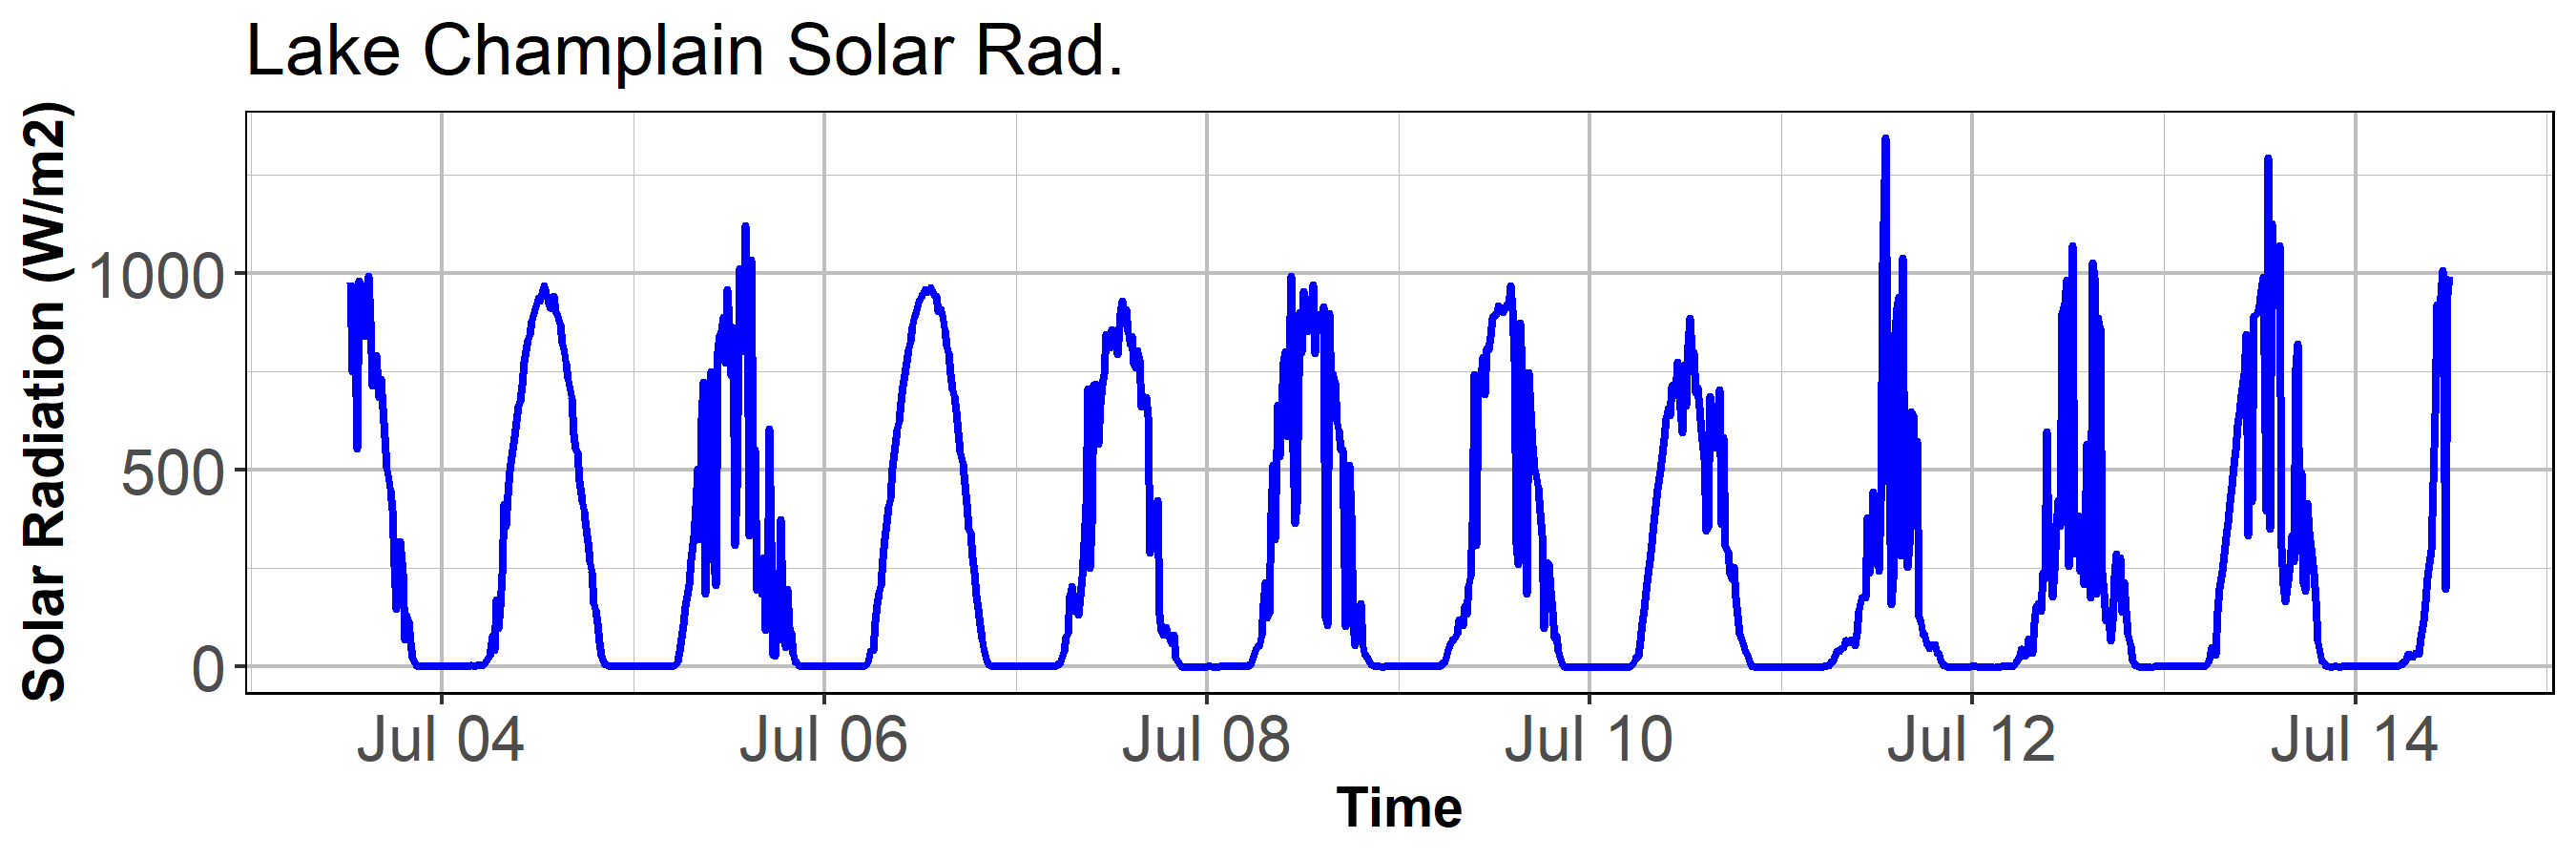 Lake Champlain Solar Rad.
Solar Radiation (W/m2)
1000
500
0
Jul 04 Jul 06 Jul 08 Jul 10 Jul 12 Jul 14
Time